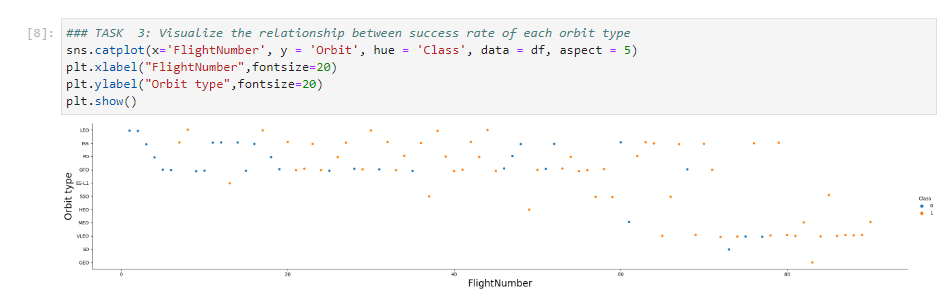 [8]: ### TASK  3: Visualize the relationship between success rate of each orbit type
sns.catplot(x='FlightNumber', y = 'Orbit', hue = 'Class', data = df, aspect = 5)
plt.xlabel("FlightNumber",fontsize=20)
plt.ylabel("Orbit type",fontsize=20)
plt.show()
LEO
ISS
PO
GTO
ES-L1
SSO
HEO
MEO
VLEO
SO
GEO
Orbit type
Class
0
1
0 20 40 60 80
FlightNumber